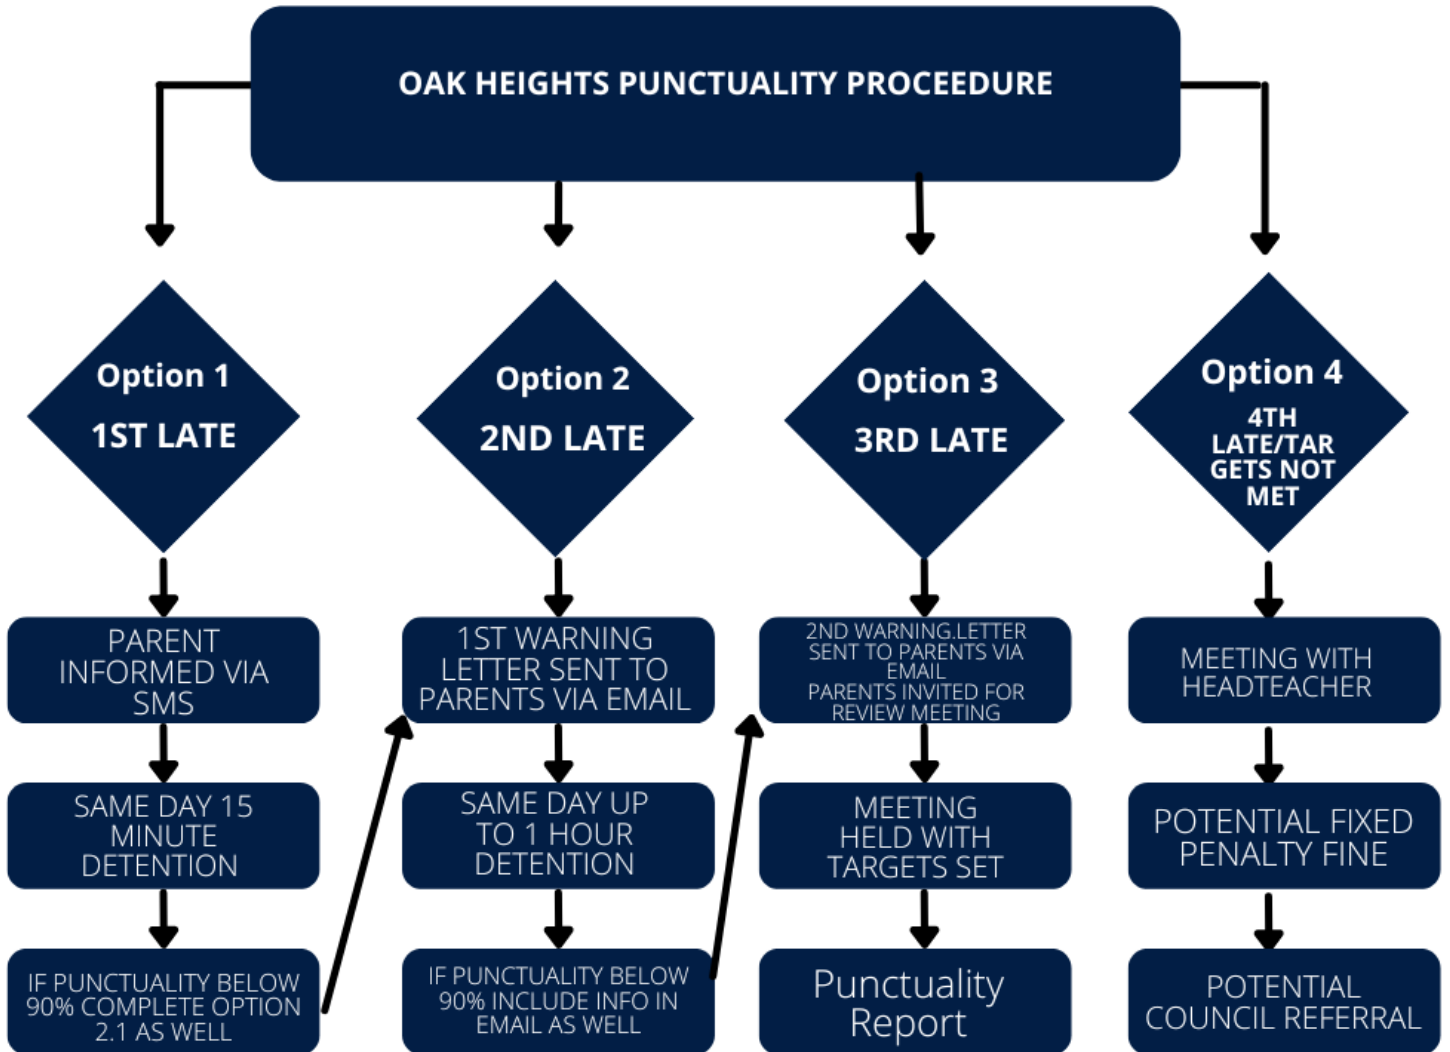 OAK HEIGHTS PUNCTUALITY PROCEEDURE
Option 1
1ST LATE
PARENT
INFORMED VIA
SMS
SAME DAY 15
MINUTE
DETENTION
IF PUNCTUALITY BELOW
90% COMPLETE OPTION
2.1 AS WELL
Option 2
2ND LATE
1ST WARNING
LETTER SENT TO
PARENTS VIA EMAIL
SAME DAY UP
TO 1 HOUR
DETENTION
IF PUNCTUALITY BELOW
90% INCLUDE INFO IN
EMAIL AS WELL
Option 3
3RD LATE
2ND WARNING.LETTER
SENT TO PARENTS VIA
EMAIL
PARENTS INVITED FOR
REVIEW MEETING
MEETING
HELD WITH
TARGETS SET
Punctuality
Report
Option 4
4TH
LATE/TAR
GETS NOT
MET
MEETING WITH
HEADTEACHER
POTENTIAL FIXED
PENALTY FINE
POTENTIAL
COUNCIL REFERRAL